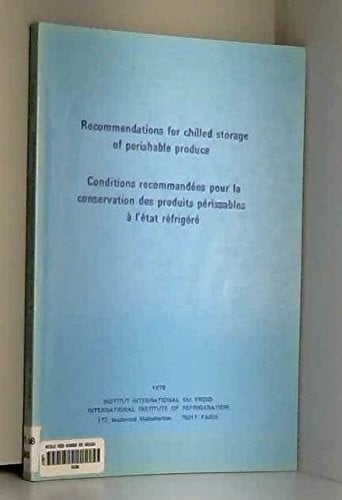 Recommendations for chilled storage
of perishable produce
Conditions recommandées pour la
conservation des produits périssables
à l'état réfrigéré
1979
INSTITUT INTERNATIONAL DU FROID
INTERNATIONAL INSTITUTE OF REFRIGERATION
177, boulevard Malesherbes 75017 PARIS